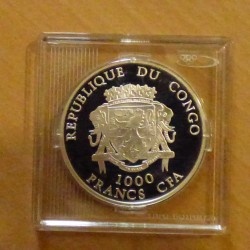 REPUBLIQUE DU CONGO
1000
FRANCS CFA